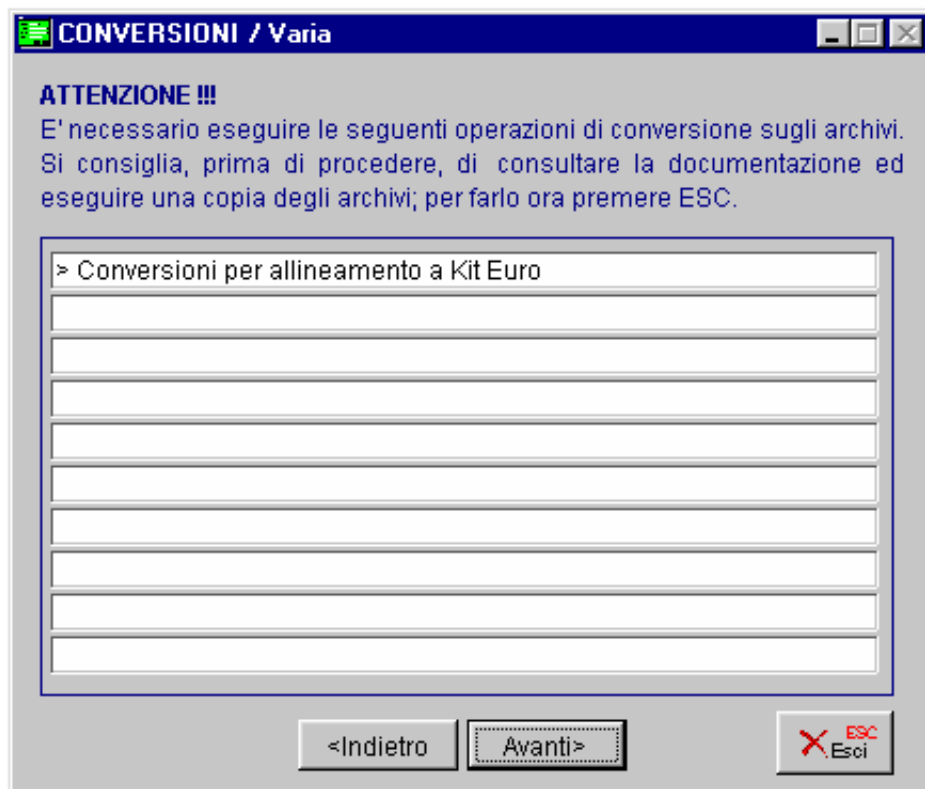 CONVERSIONI / Varia
ATTENZIONE !!!
E' necessario eseguire le seguenti operazioni di conversione sugli archivi.
Si consiglia, prima di procedere, di consultare la documentazione ed
eseguire una copia degli archivi; per farlo ora premere ESC.
> Conversioni per allineamento a Kit Euro
<Indietro
Avanti>
ESC
Esci